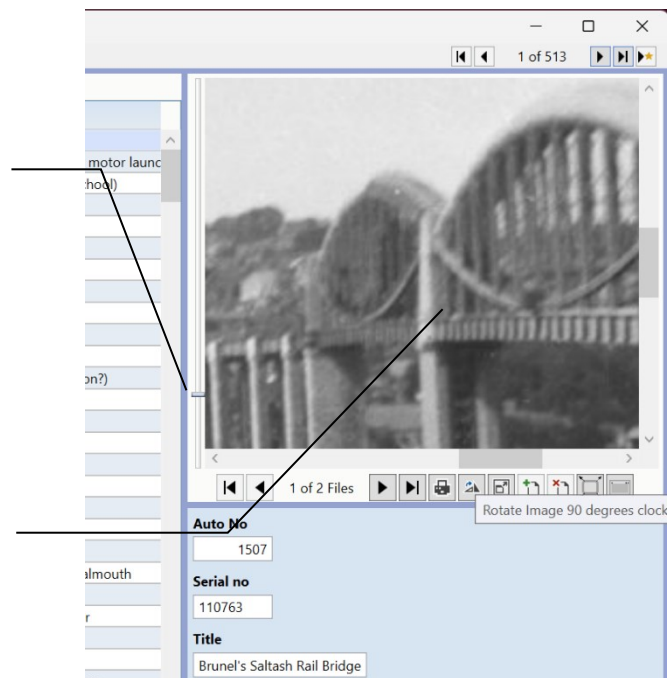 1 of 513
motor launc
hool)
on?)
1 of 2 Files
Rotate Image 90 degrees clock
Auto No
1507
almouth
Serial no
110763
r
Title
Brunel's Saltash Rail Bridge